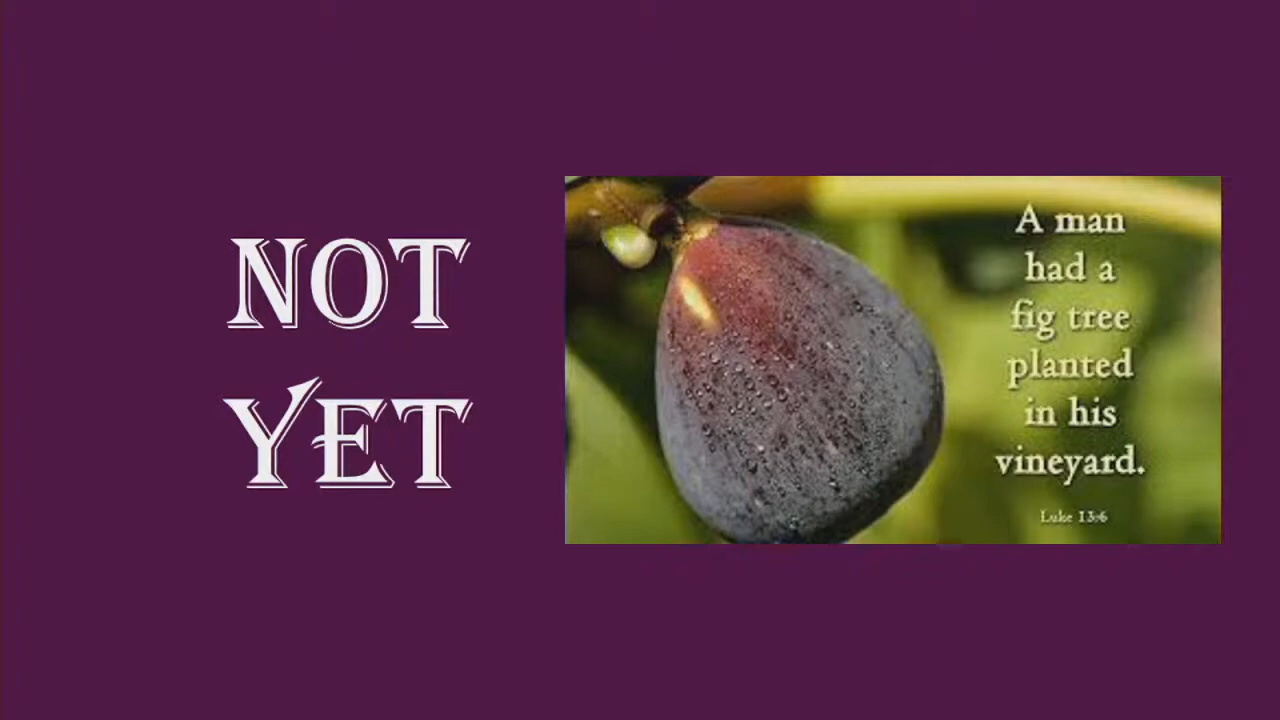 NOT
YET
A man
had a
fig tree
planted
in his
vineyard.
Luke 13:6